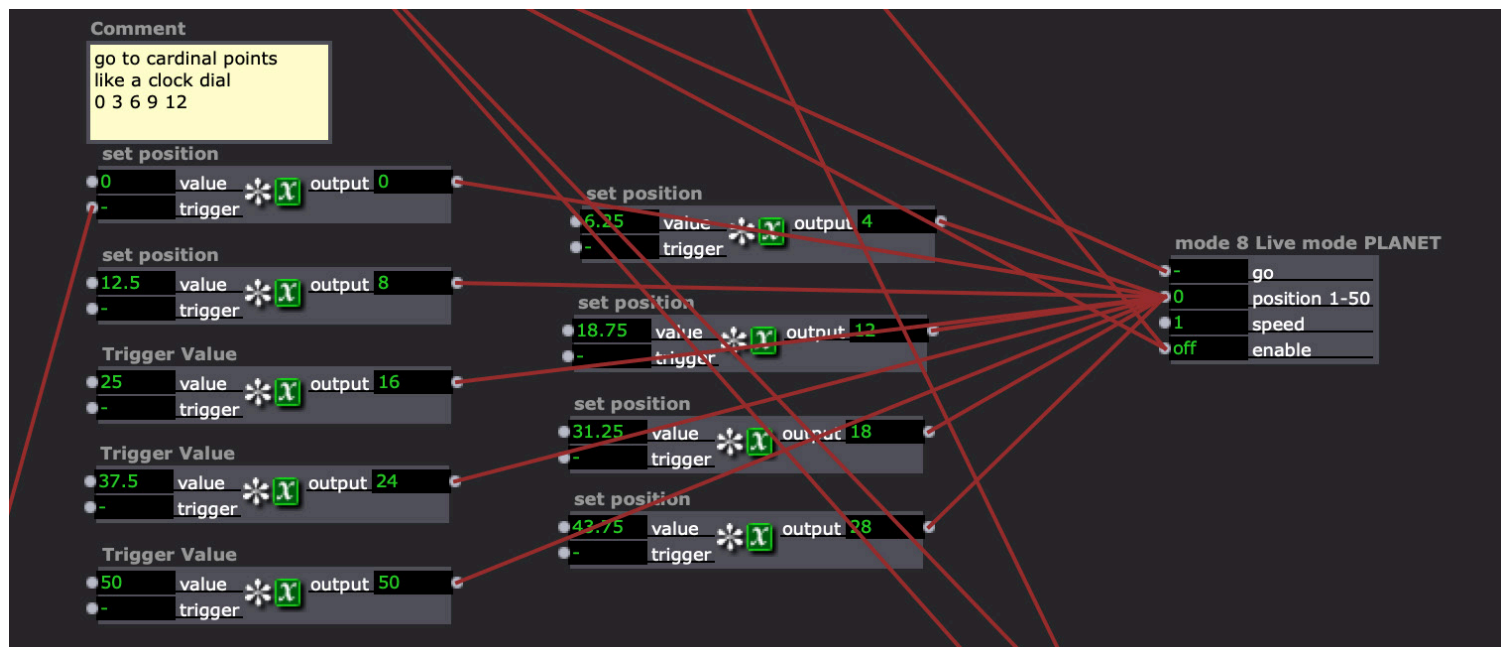 Comment
go to cardinal points
like a clock dial
0 3 6 9 12
set position
0 value output 0
- trigger
set position
12.5 value output 8
- trigger
Trigger Value
25 value output 16
- trigger
Trigger Value
37.5 value output 24
- trigger
Trigger Value
50 value output 50
- trigger
set position
6.25 value output 4
- trigger
set position
18.75 value output 12
- trigger
set position
31.25 value output 18
- trigger
set position
43.75 value output 28
- trigger
mode 8 Live mode PLANET
- go
0 position 1-50
1 speed
off enable